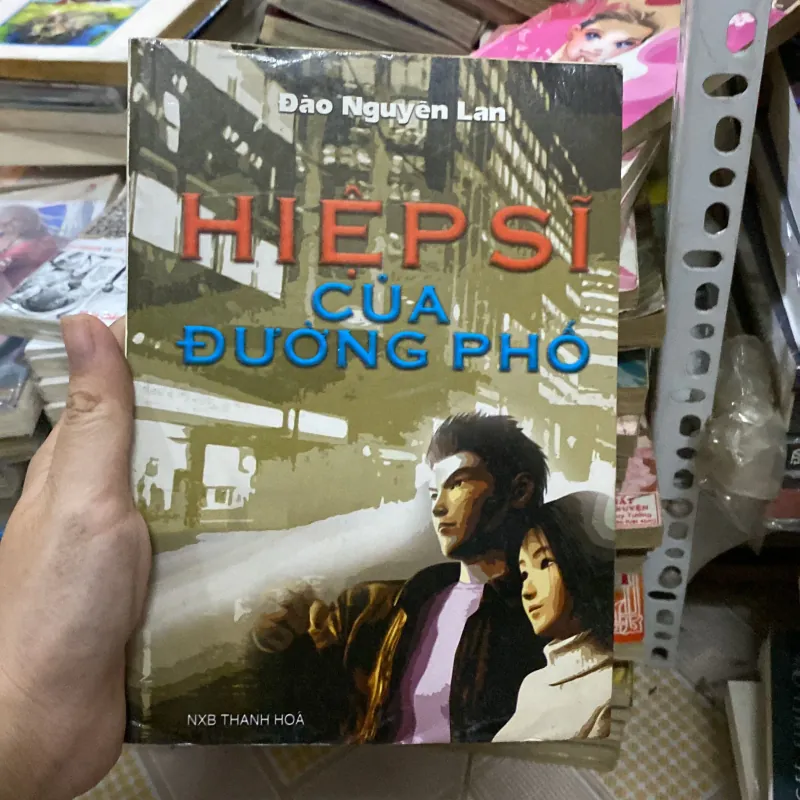 Đào Nguyên Lan
HIỆP SĨ
CỦA
ĐƯỜNG PHỐ
NXB THANH HOÁ